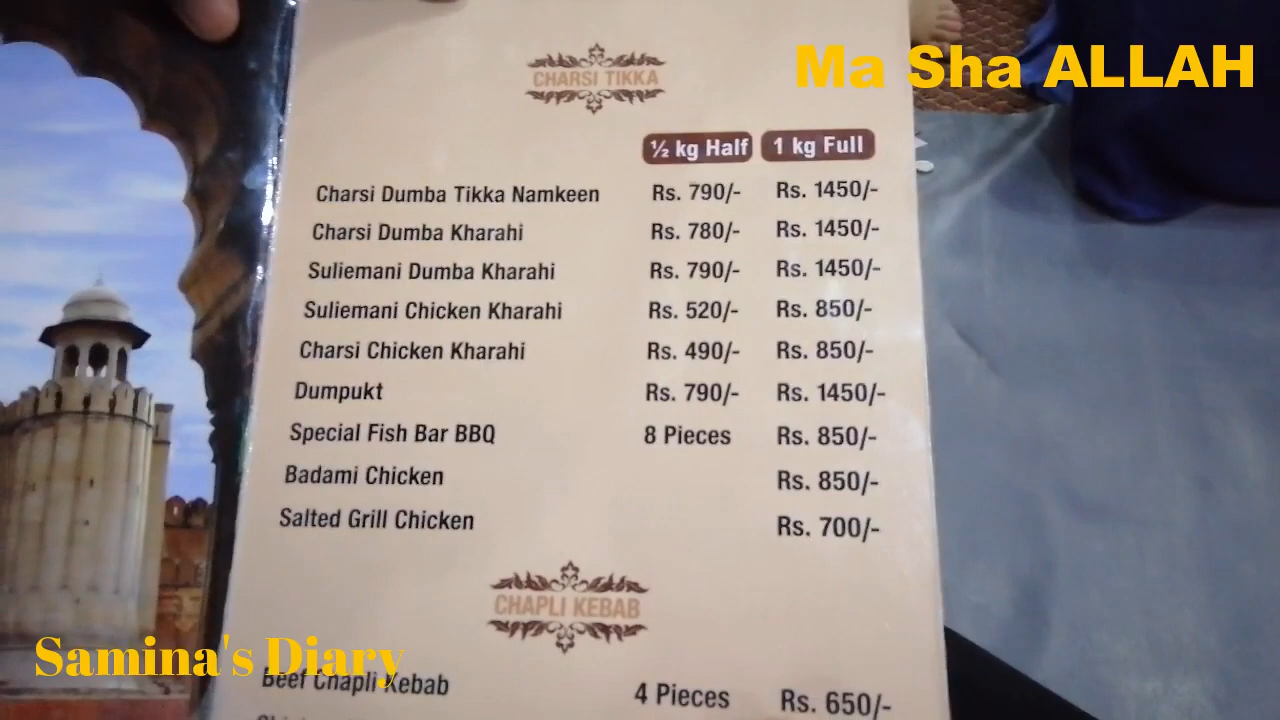 Ma Sha ALLAH
CHARSI TIKKA
½ kg Half 1 kg Full
Charsi Dumba Tikka Namkeen Rs. 790/- Rs. 1450/-
Charsi Dumba Kharahi Rs. 780/- Rs. 1450/-
Suliemani Dumba Kharahi Rs. 790/- Rs. 1450/-
Suliemani Chicken Kharahi Rs. 520/- Rs. 850/-
Charsi Chicken Kharahi Rs. 490/- Rs. 850/-
Dumpukt Rs. 790/- Rs. 1450/-
Special Fish Bar BBQ 8 Pieces Rs. 850/-
Badami Chicken Rs. 850/-
Salted Grill Chicken Rs. 700/-
CHAPLI KEBAB
Samina's Diary
Beef Chapli Kebab 4 Pieces Rs. 650/-